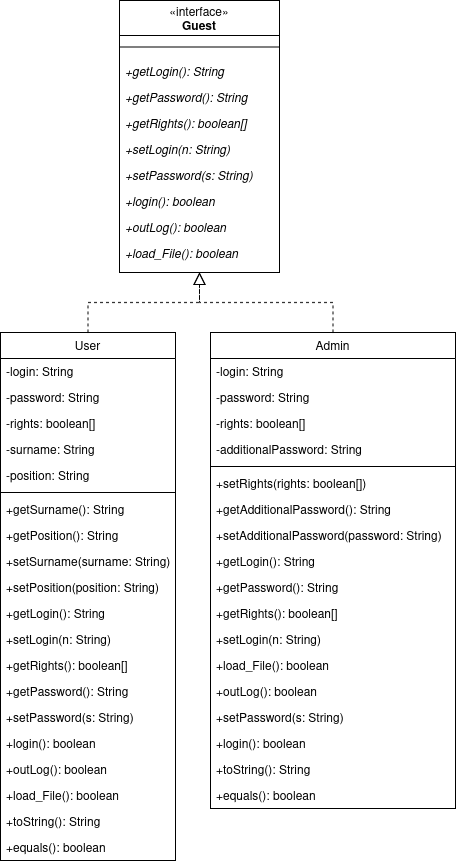 «interface»
Guest
+getLogin(): String
+getPassword(): String
+getRights(): boolean[]
+setLogin(n: String)
+setPassword(s: String)
+login(): boolean
+outLog(): boolean
+load_File(): boolean
User
-login: String
-password: String
-rights: boolean[]
-surname: String
-position: String
+getSurname(): String
+getPosition(): String
+setSurname(surname: String)
+setPosition(position: String)
+getLogin(): String
+setLogin(n: String)
+getRights(): boolean[]
+getPassword(): String
+setPassword(s: String)
+login(): boolean
+outLog(): boolean
+load_File(): boolean
+toString(): String
+equals(): boolean
Admin
-login: String
-password: String
-rights: boolean[]
-additionalPassword: String
+setRights(rights: boolean[])
+getAdditionalPassword(): String
+setAdditionalPassword(password: String)
+getLogin(): String
+getPassword(): String
+getRights(): boolean[]
+setLogin(n: String)
+load_File(): boolean
+outLog(): boolean
+setPassword(s: String)
+login(): boolean
+toString(): String
+equals(): boolean